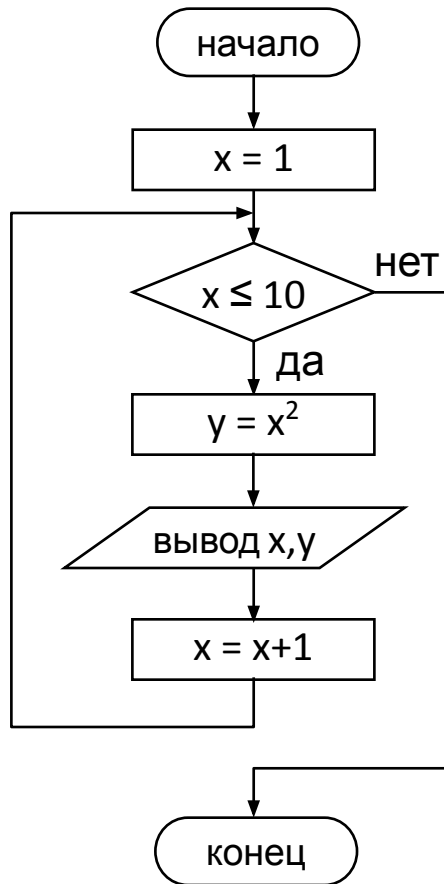 начало
x = 1
x ≤ 10
нет
да
y = x²
вывод x,y
x = x+1
конец